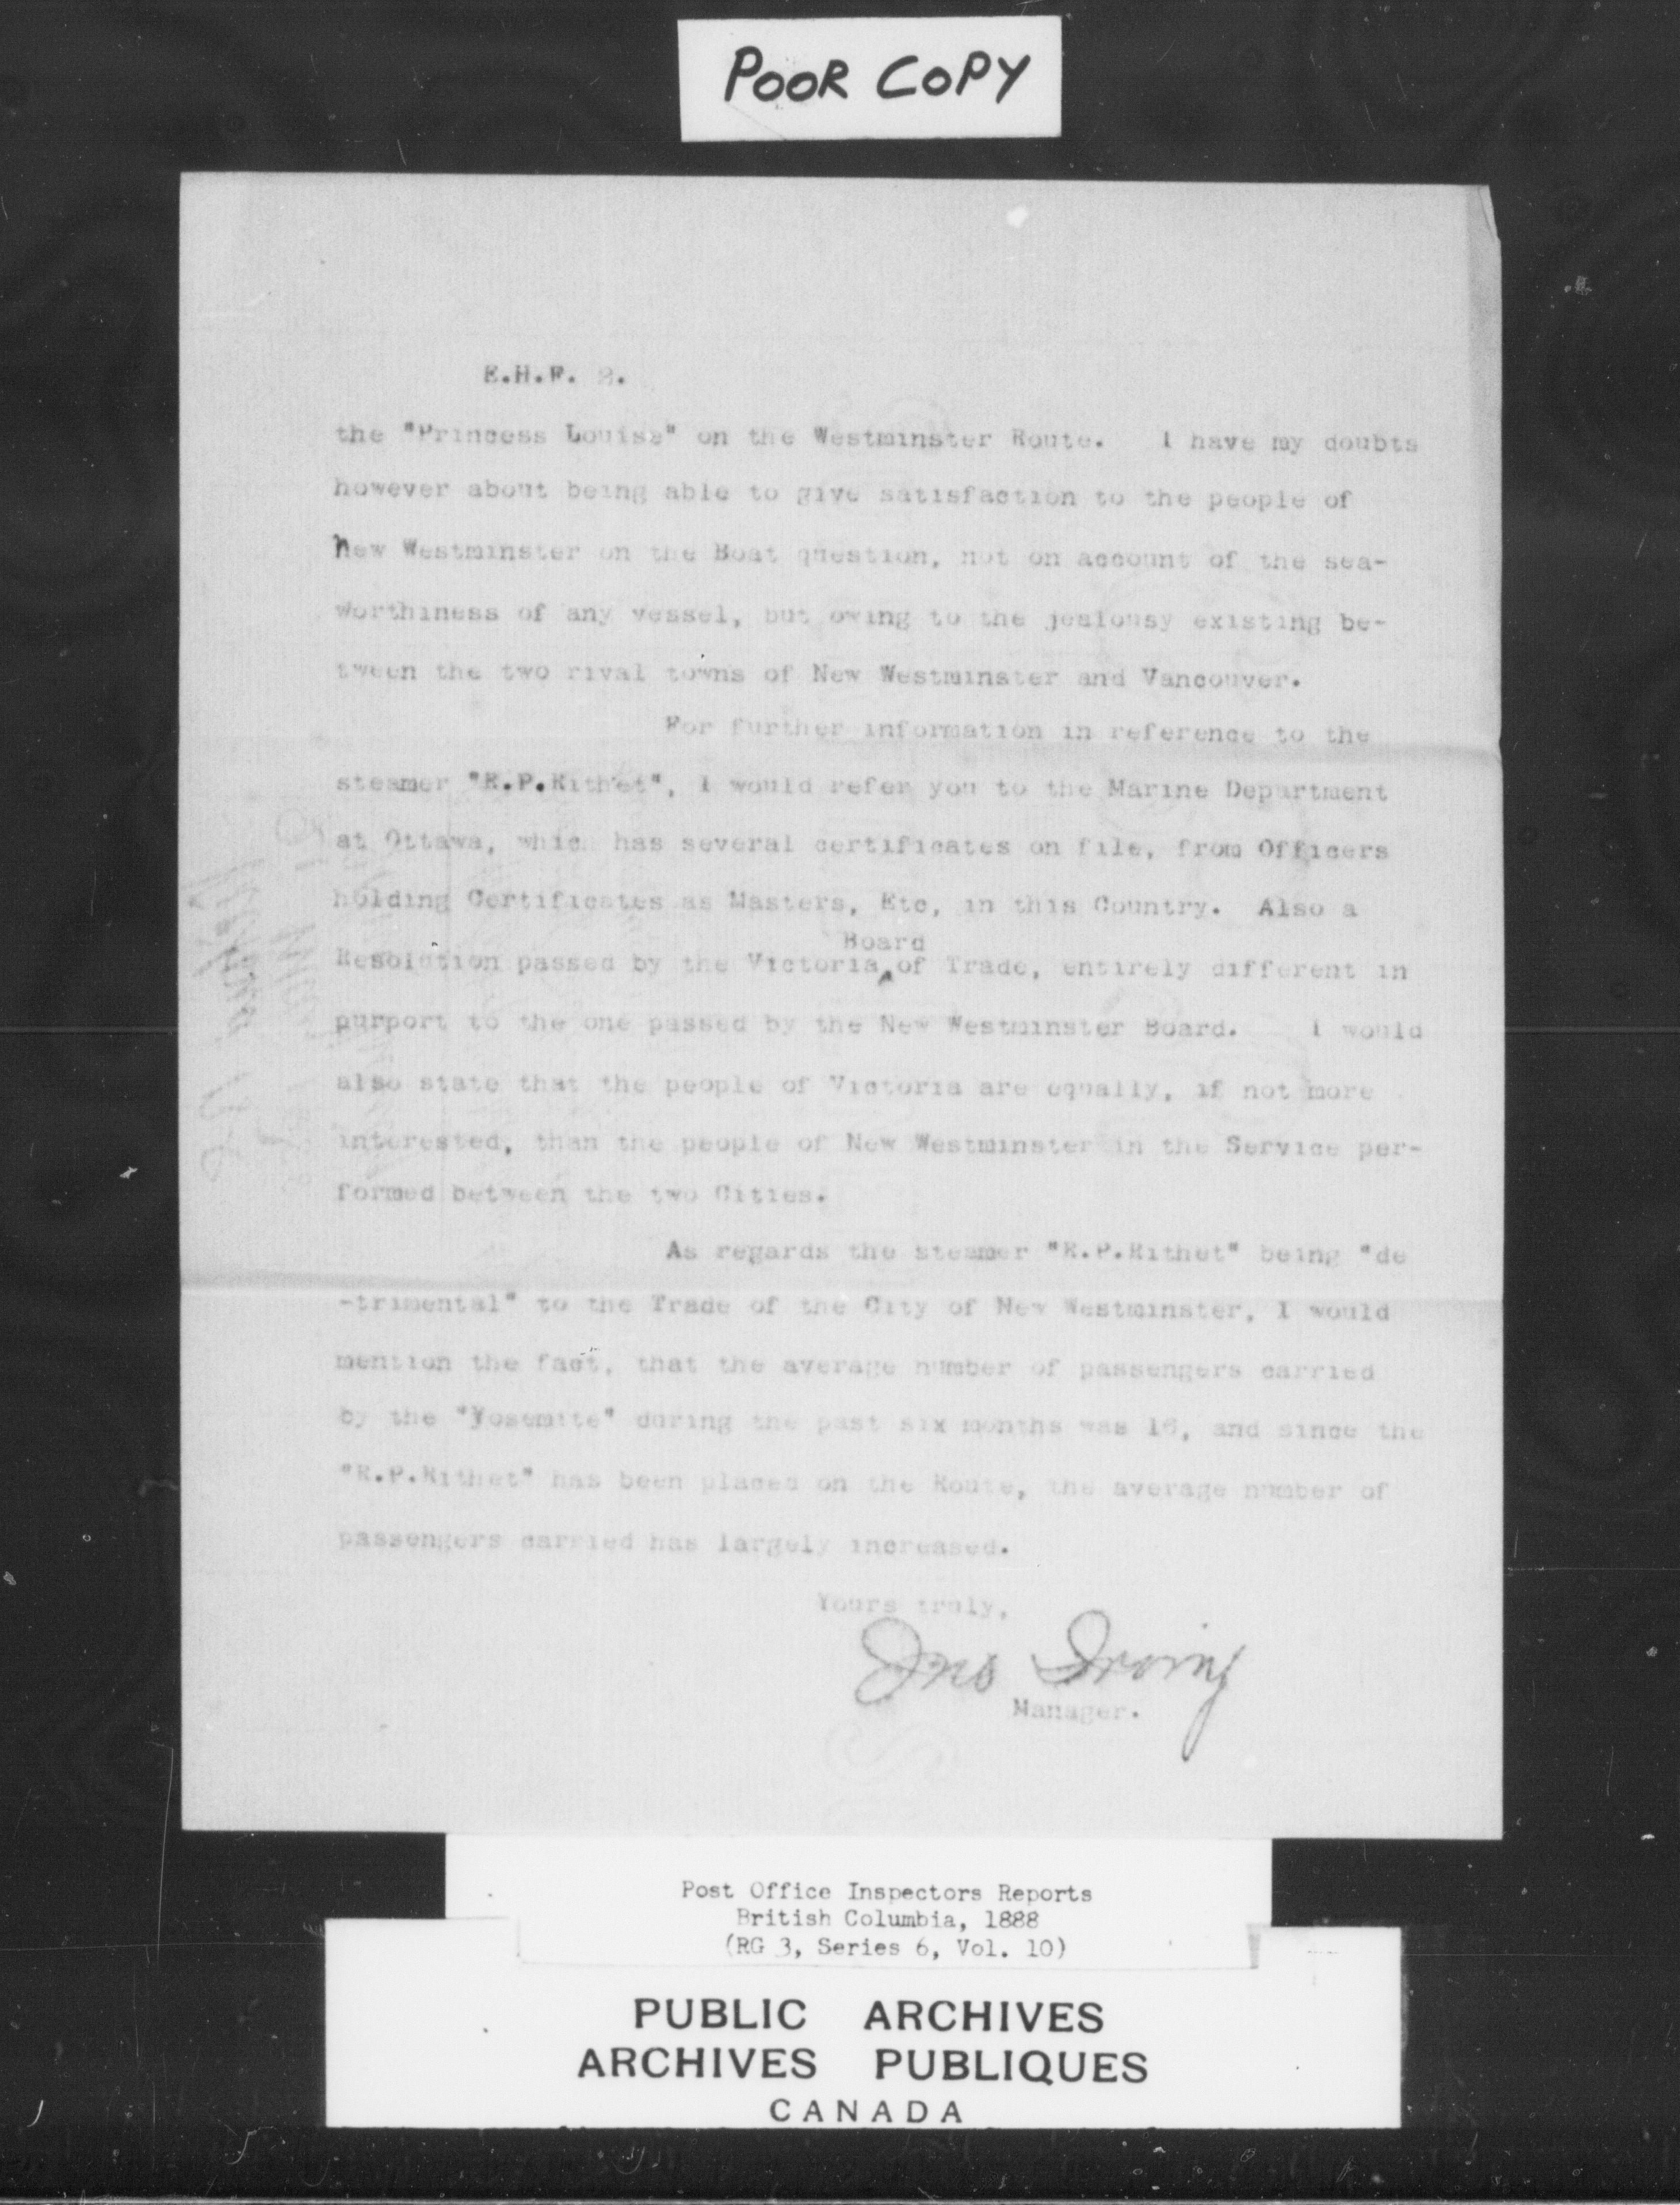 POOR COPY
E.H.F. 2.
the "Princess Louise" on the Westminster Route. I have my doubts
however about being able to give satisfaction to the people of
New Westminster on the Boat question, not on account of the sea-
worthiness of any vessel, but owing to the jealousy existing be-
tween the two rival towns of New Westminster and Vancouver.
For further information in reference to the
steamer "R.P.Rithet", I would refer you to the Marine Department
at Ottawa, which has several certificates on file, from Officers
holding Certificates as Masters, Etc, in this Country. Also a
Board
Resolution passed by the Victoria ‸ of Trade, entirely different in
purport to the one passed by the New Westminster Board. I would
also state that the people of Victoria are equally, if not more
interested, than the people of New Westminster in the Service per-
formed between the two Cities.
As regards the steamer "R.P.Rithet" being "de
-trimental" to the Trade of the City of New Westminster, I would
mention the fact, that the average number of passengers carried
by the "Yosemite" during the past six months was 16, and since the
"R.P.Rithet" has been placed on the Route, the average number of
passengers carried has largely increased.
Yours truly,
Jno Irving
Manager.
Post Office Inspectors Reports
British Columbia, 1888
(RG 3, Series 6, Vol. 10)
PUBLIC ARCHIVES
ARCHIVES PUBLIQUES
CANADA